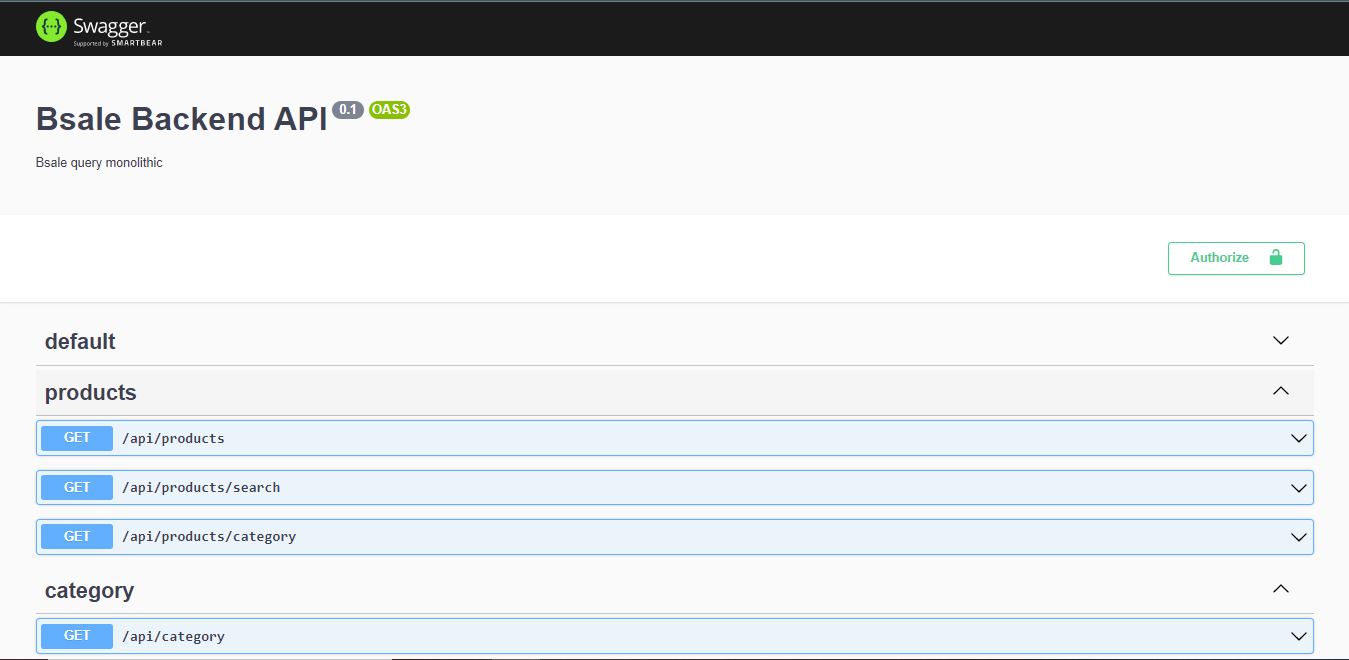 Swagger
Supported by SMARTBEAR
Bsale Backend API 0.1 OAS3
Bsale query monolithic
Authorize
default
products
GET /api/products
GET /api/products/search
GET /api/products/category
category
GET /api/category